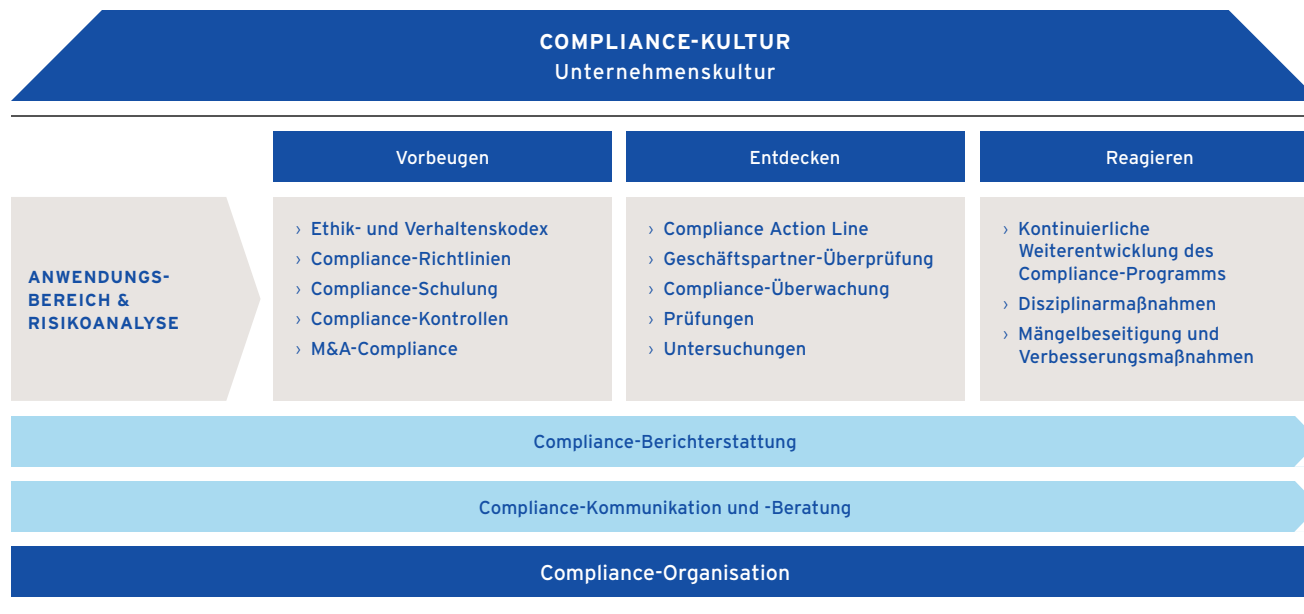 COMPLIANCE-KULTUR
Unternehmenskultur
Vorbeugen
Entdecken
Reagieren
ANWENDUNGS-
BEREICH &
RISIKOANALYSE
› Ethik- und Verhaltenskodex
› Compliance-Richtlinien
› Compliance-Schulung
› Compliance-Kontrollen
› M&A-Compliance
› Compliance Action Line
› Geschäftspartner-Überprüfung
› Compliance-Überwachung
› Prüfungen
› Untersuchungen
› Kontinuierliche
Weiterentwicklung des
Compliance-Programms
› Disziplinarmaßnahmen
› Mängelbeseitigung und
Verbesserungsmaßnahmen
Compliance-Berichterstattung
Compliance-Kommunikation und -Beratung
Compliance-Organisation